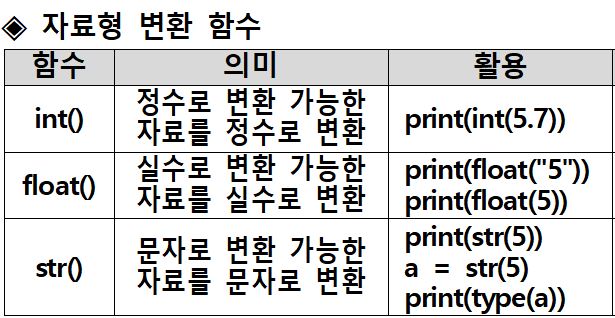 ◈ 자료형 변환 함수
함수 의미 활용
int() 정수로 변환 가능한 자료를 정수로 변환 print(int(5.7))
float() 실수로 변환 가능한 자료를 실수로 변환 print(float("5"))
print(float(5))
str() 문자로 변환 가능한 자료를 문자로 변환 print(str(5))
a = str(5)
print(type(a))